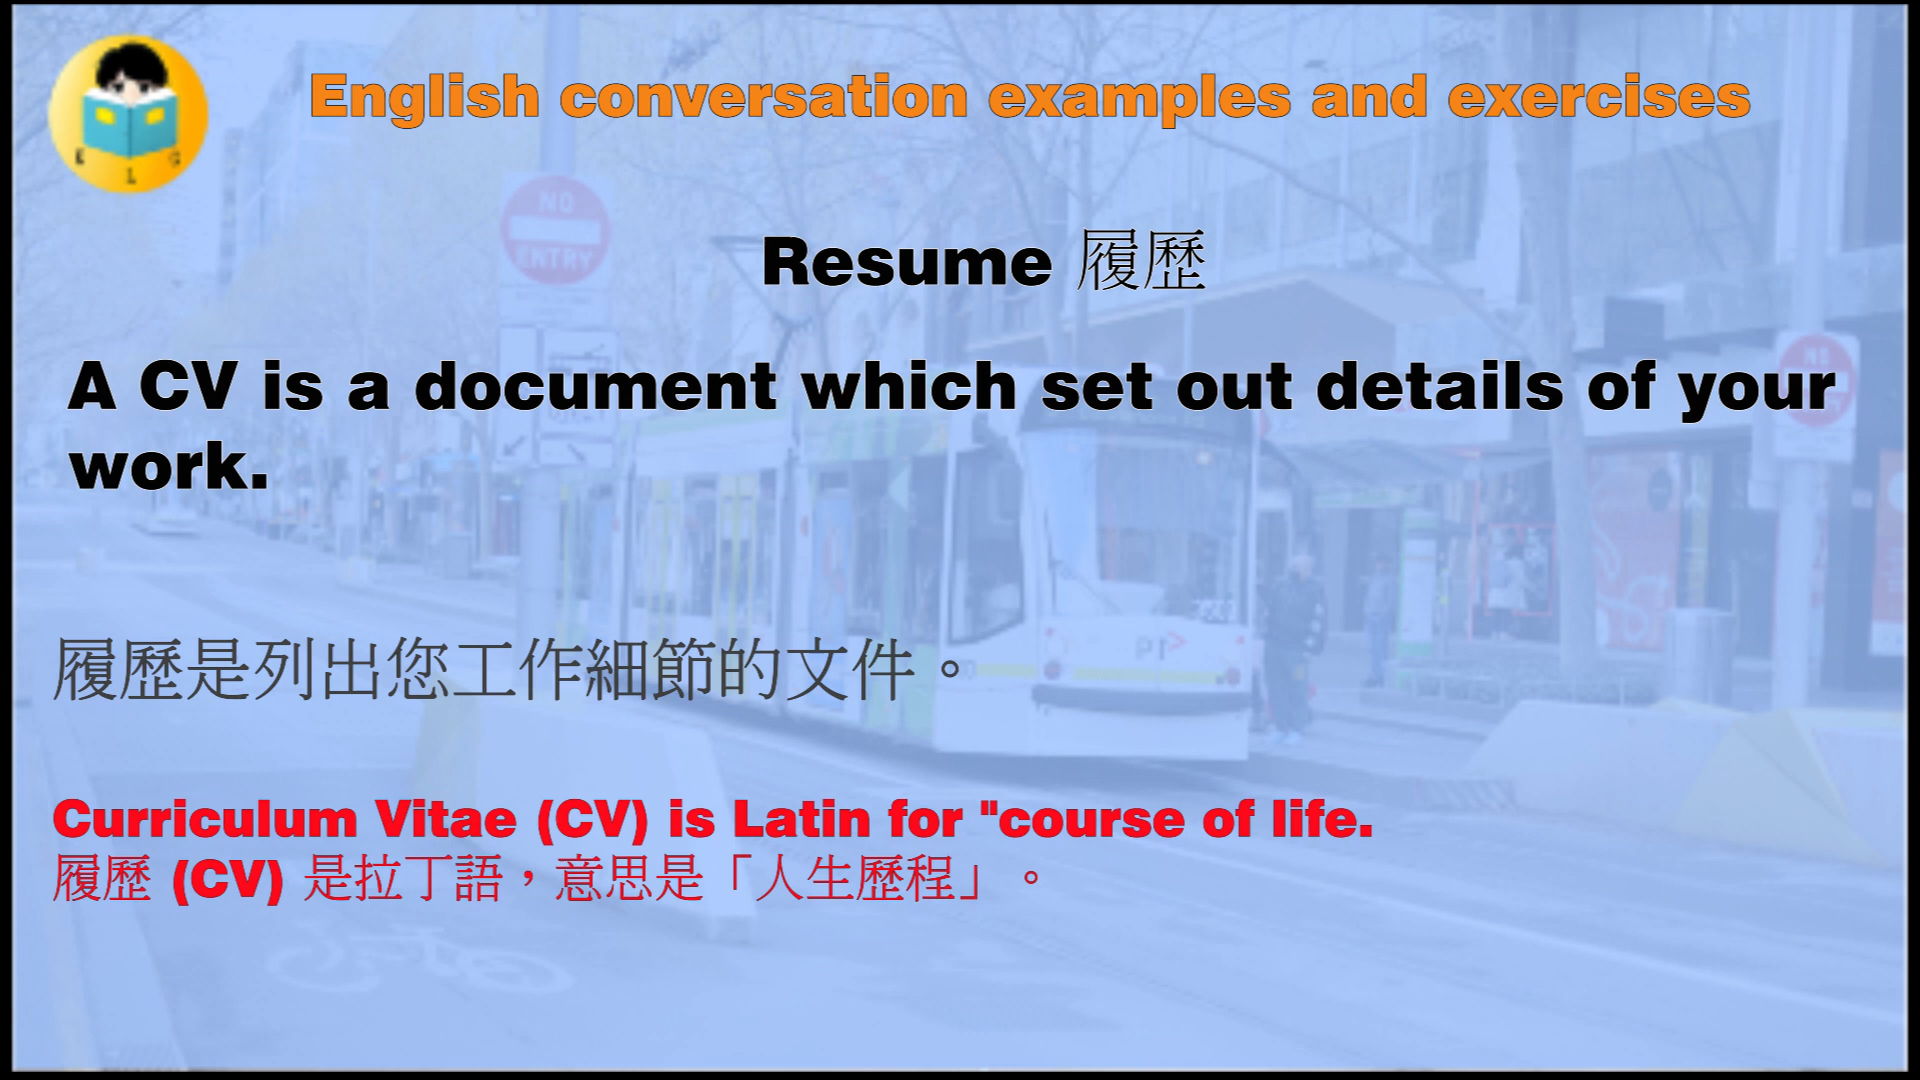 English conversation examples and exercises
E L G
NO
ENTRY
Resume 履歷
A CV is a document which set out details of your
work.
履歷是列出您工作細節的文件。
Curriculum Vitae (CV) is Latin for "course of life.
履歷 (CV) 是拉丁語，意思是「人生歷程」。